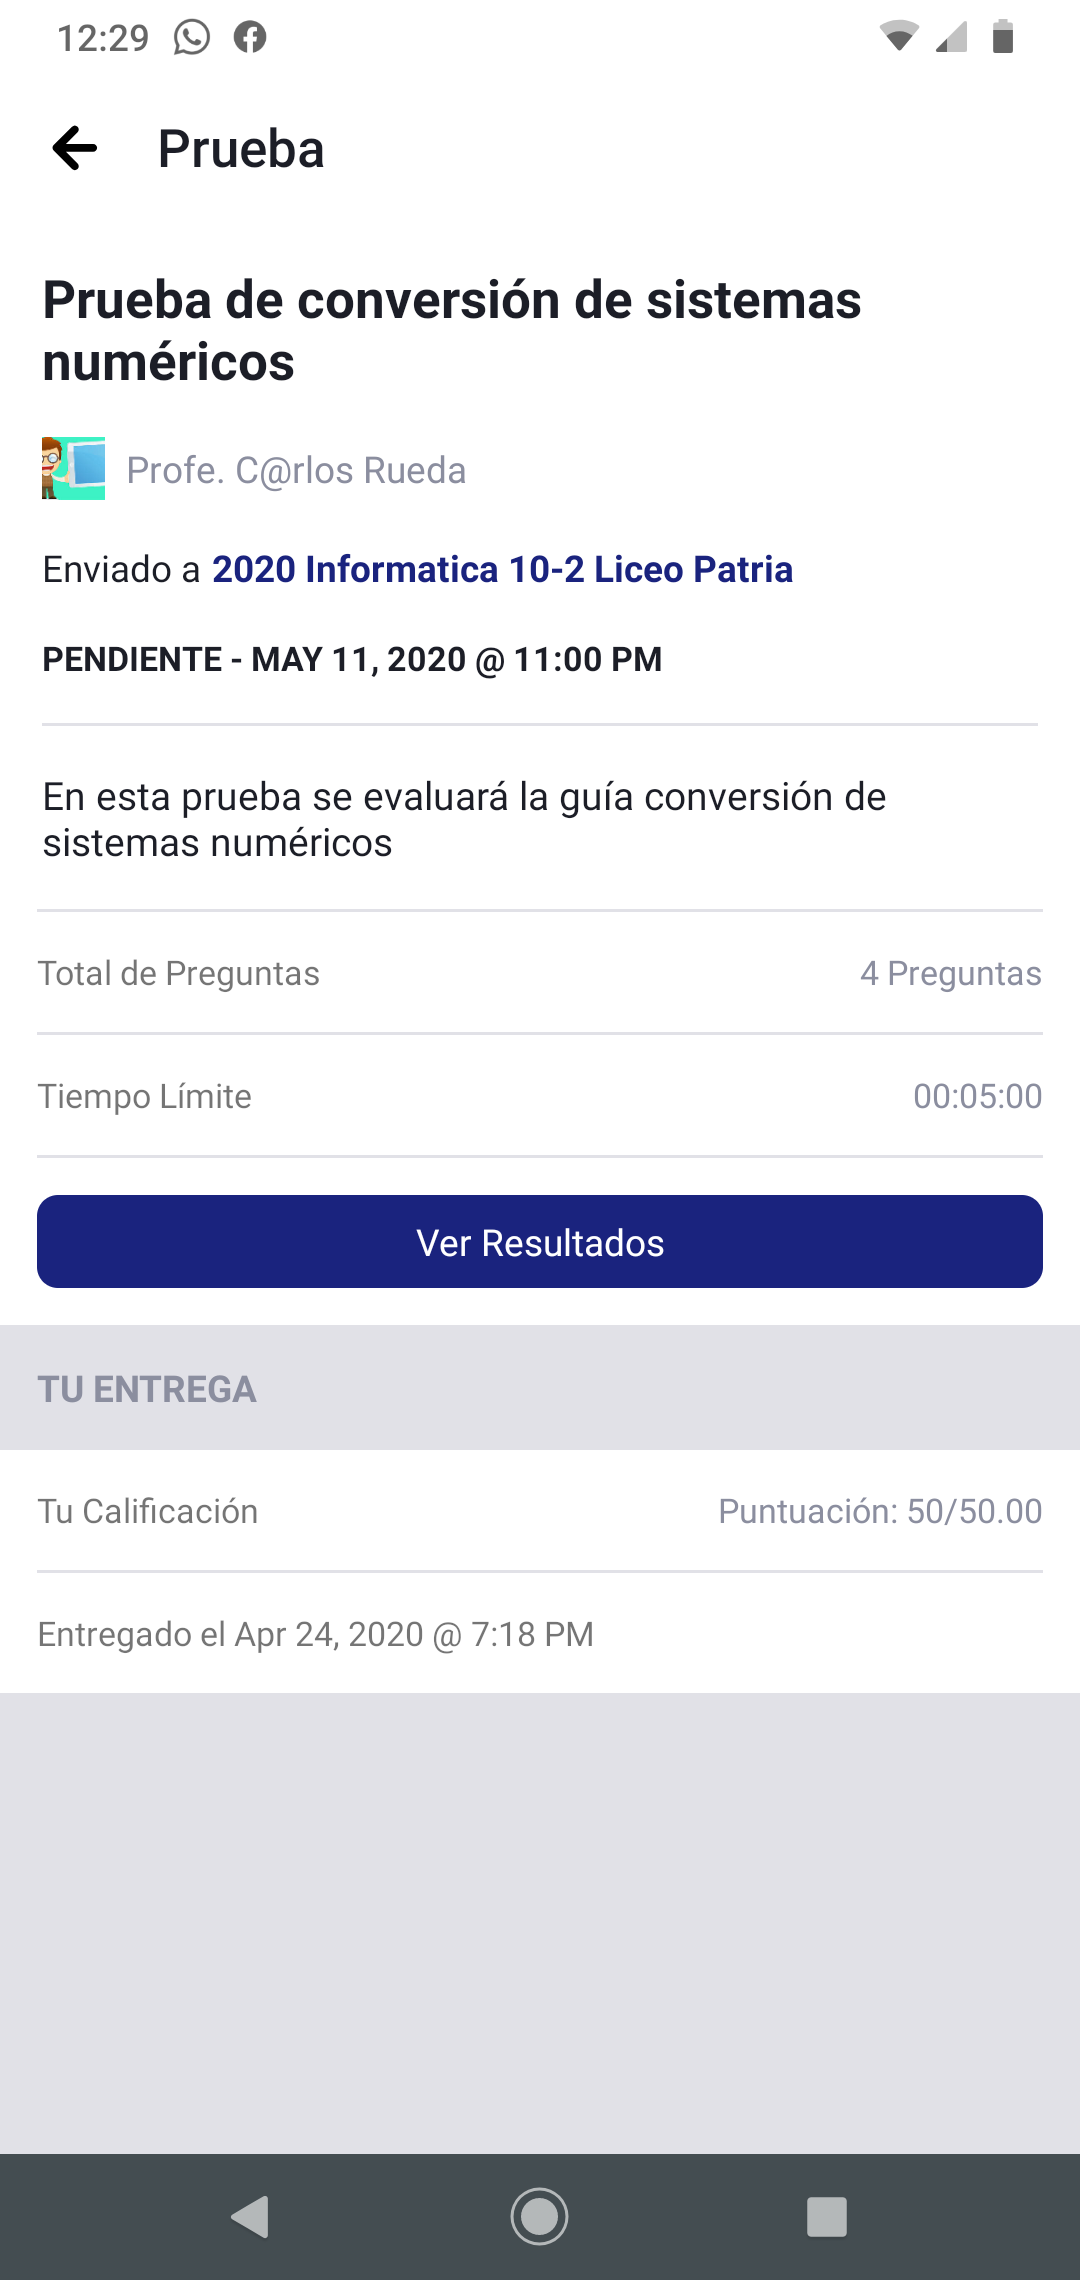 12:29
Prueba
Prueba de conversión de sistemas
numéricos
Profe. C@rlos Rueda
Enviado a 2020 Informatica 10-2 Liceo Patria
PENDIENTE - MAY 11, 2020 @ 11:00 PM
En esta prueba se evaluará la guía conversión de
sistemas numéricos
Total de Preguntas 4 Preguntas
Tiempo Límite 00:05:00
Ver Resultados
TU ENTREGA
Tu Calificación Puntuación: 50/50.00
Entregado el Apr 24, 2020 @ 7:18 PM